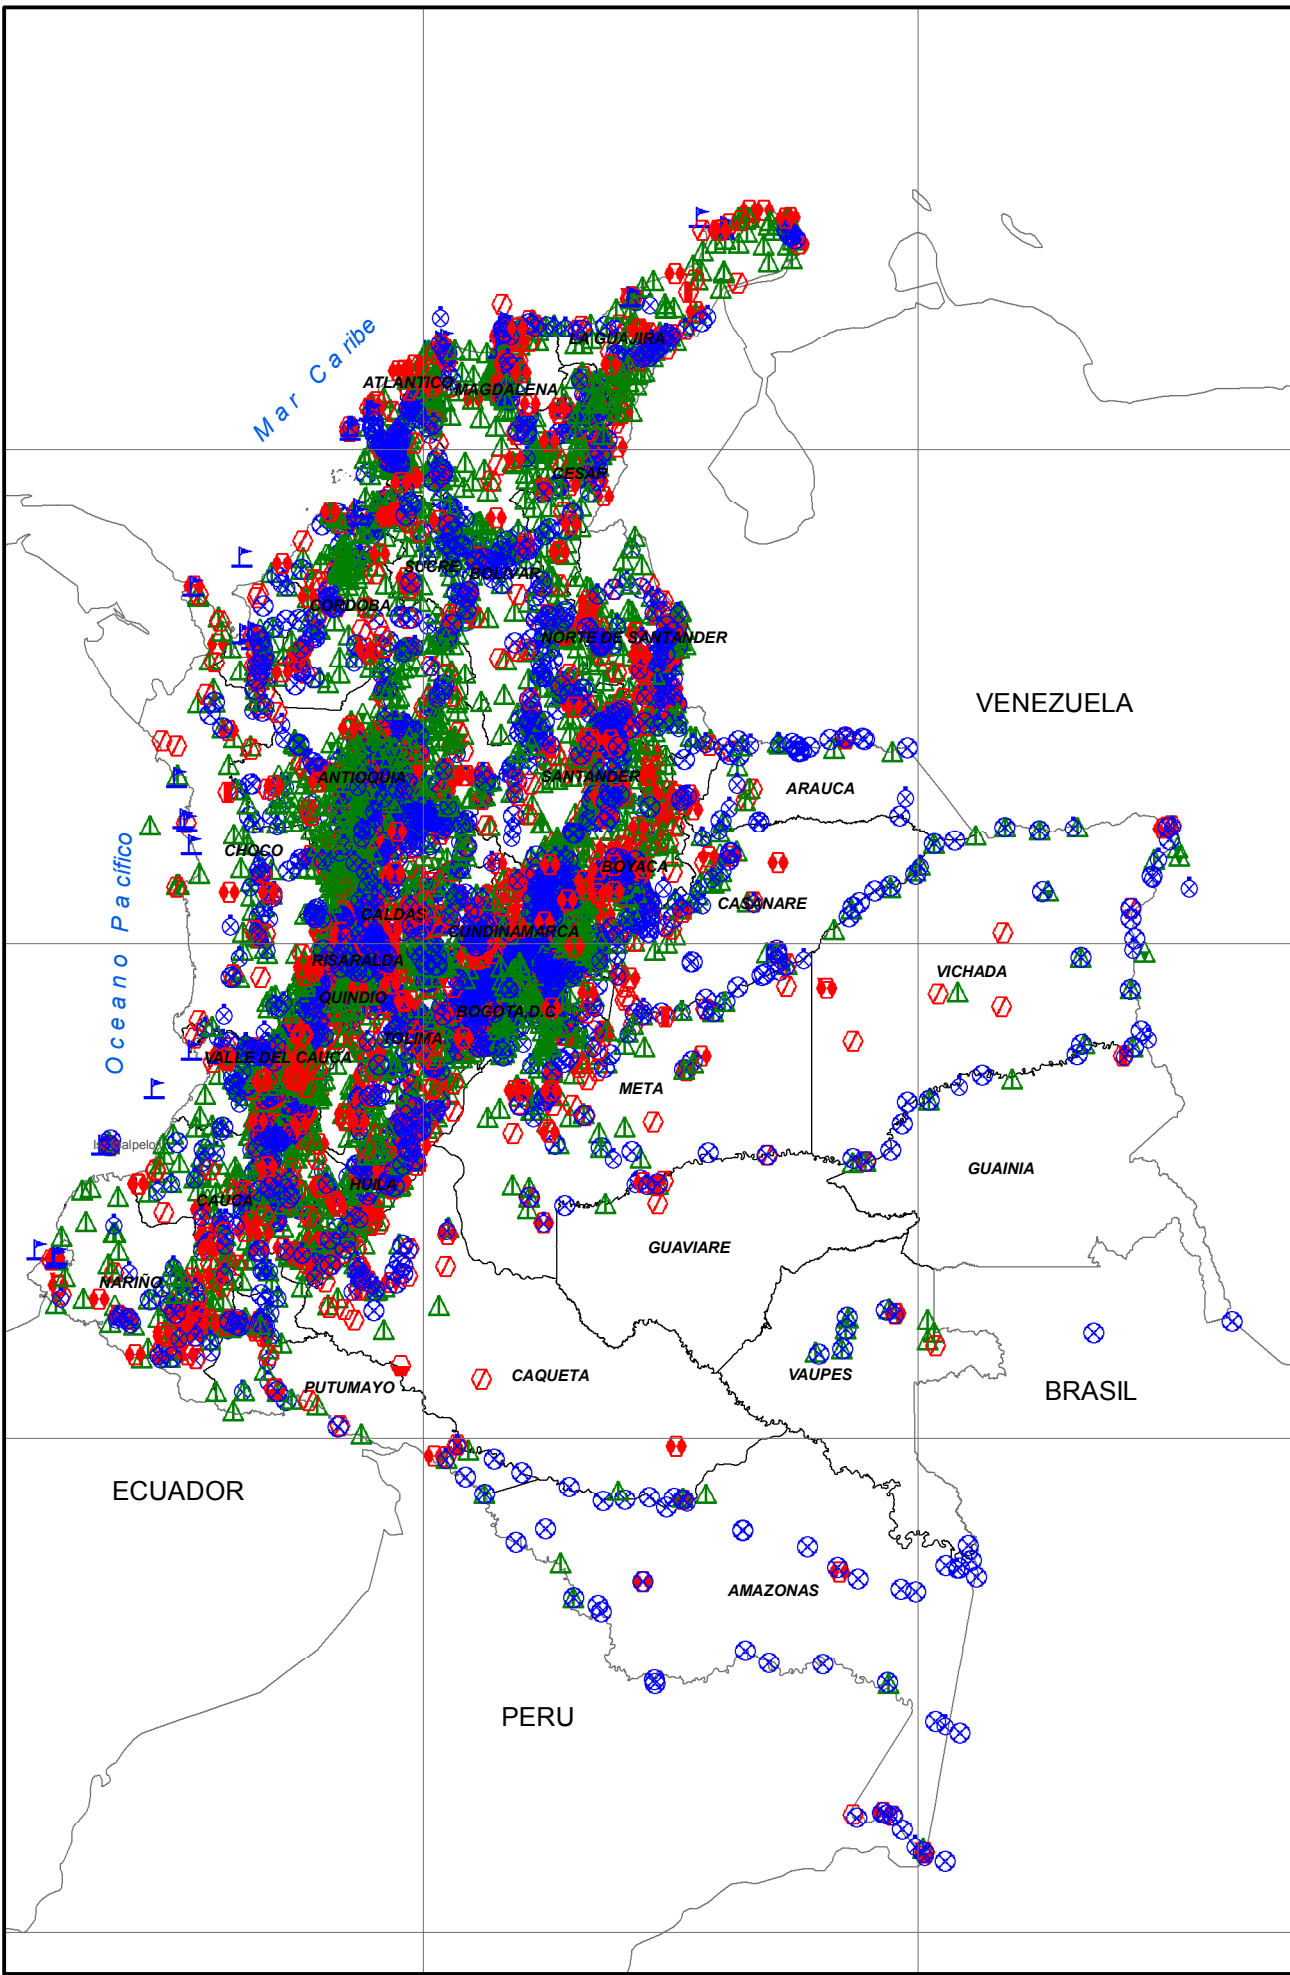 Mar Caribe
LA GUAJIRA
ATLANTICO
MAGDALENA
CESAR
SUCRE
BOLIVAR
CORDOBA
NORTE DE SANTANDER
VENEZUELA
ANTIOQUIA
SANTANDER
ARAUCA
Oceano Pacífico
CHOCO
BOYACA
CASANARE
CALDAS
CUNDINAMARCA
RISARALDA
VICHADA
QUINDIO
BOGOTA,D.C
TOLIMA
VALLE DEL CAUCA
META
GUAINIA
HUILA
CAUCA
GUAVIARE
NARIÑO
CAQUETA
VAUPES
PUTUMAYO
BRASIL
ECUADOR
AMAZONAS
PERU